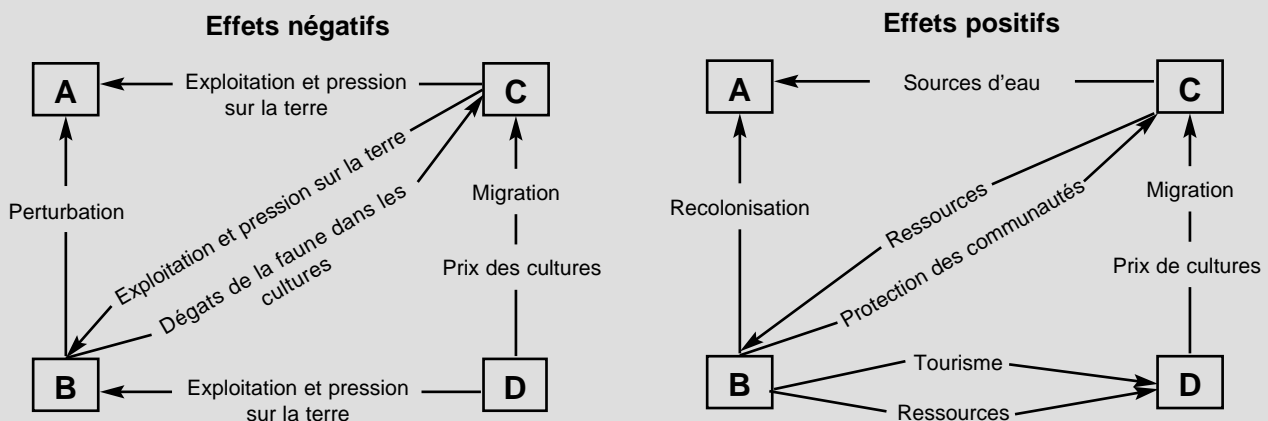 Effets négatifs
A
C
Exploitation et pression
sur la terre
Perturbation
Exploitation et pression sur la terre
Dégats de la faune dans les
cultures
Migration
Prix des cultures
B
D
Exploitation et pression
sur la terre
Effets positifs
A
C
Sources d'eau
Recolonisation
Ressources
Protection des communautés
Migration
Prix de cultures
B
D
Tourisme
Ressources